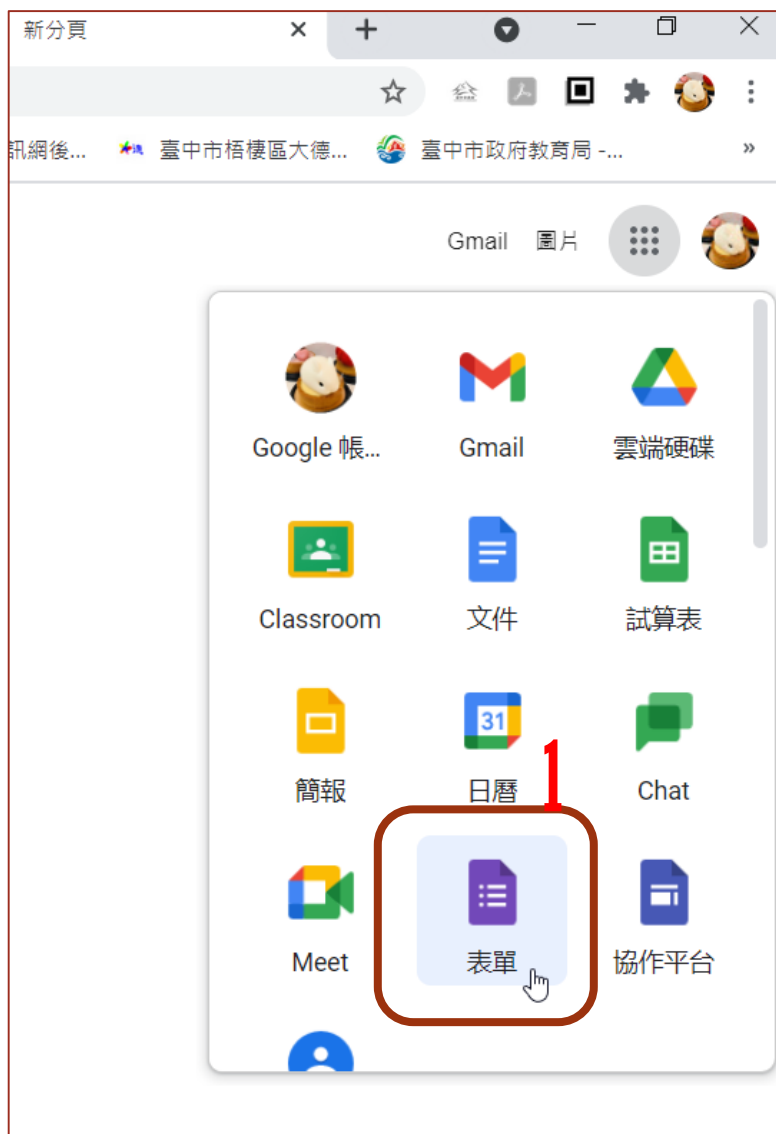 新分頁
訊網後... 臺中市梧棲區大德... 臺中市政府教育局 -... »
Gmail 圖片
Google 帳... Gmail 雲端硬碟
Classroom 文件 試算表
31
簡報 日曆 Chat
1
Meet 表單 協作平台